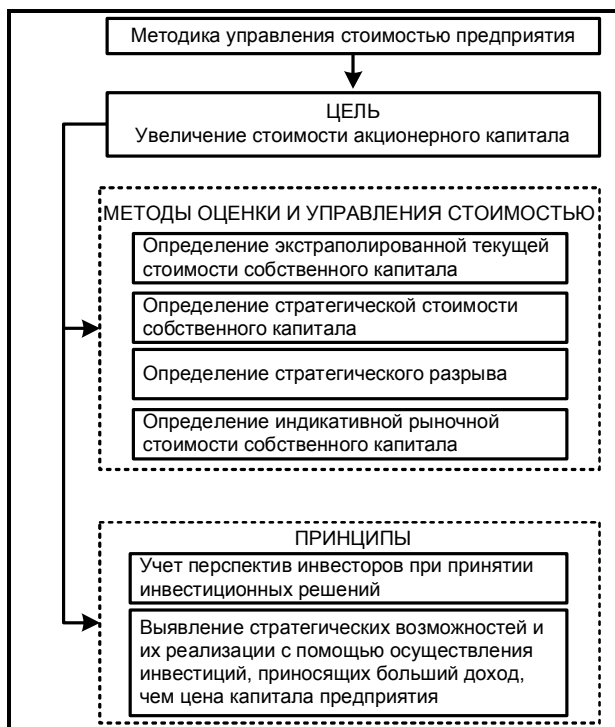 Методика управления стоимостью предприятия
ЦЕЛЬ
Увеличение стоимости акционерного капитала
МЕТОДЫ ОЦЕНКИ И УПРАВЛЕНИЯ СТОИМОСТЬЮ
Определение экстраполированной текущей
стоимости собственного капитала
Определение стратегической стоимости
собственного капитала
Определение стратегического разрыва
Определение индикативной рыночной
стоимости собственного капитала
ПРИНЦИПЫ
Учет перспектив инвесторов при принятии
инвестиционных решений
Выявление стратегических возможностей и
их реализации с помощью осуществления
инвестиций, приносящих больший доход,
чем цена капитала предприятия